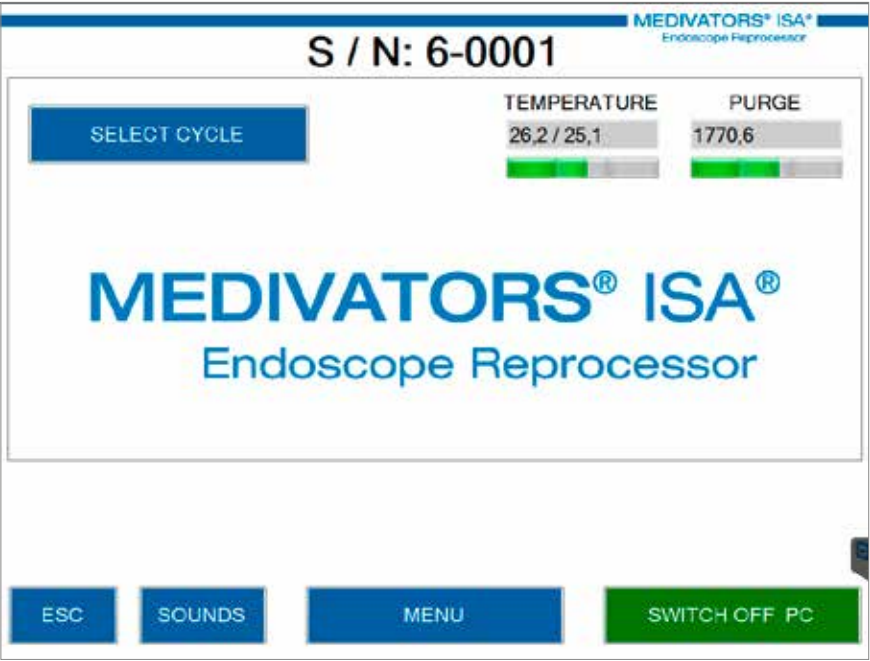 MEDIVATORS® ISA®
Endoscope Reprocessor
S / N: 6-0001
SELECT CYCLE
TEMPERATURE
26,2 / 25,1
PURGE
1770,6
MEDIVATORS® ISA®
Endoscope Reprocessor
ESC
SOUNDS
MENU
SWITCH OFF PC